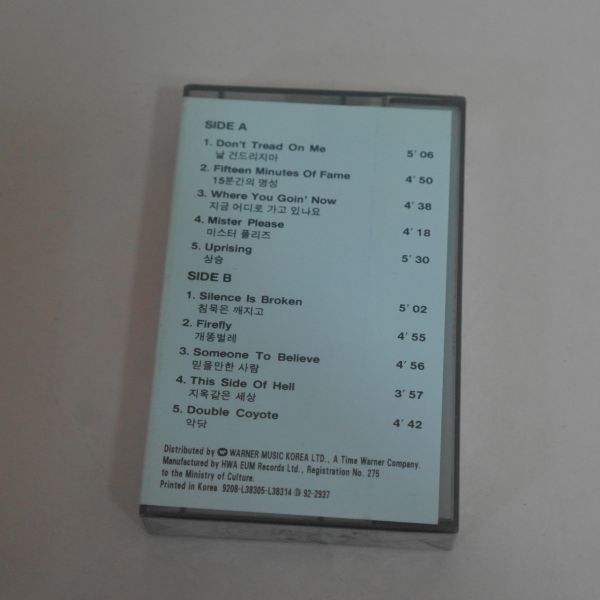 SIDE A
1. Don't Tread On Me 5' 06
날 건드리지마
2. Fifteen Minutes Of Fame 4' 50
15분간의 명성
3. Where You Goin' Now 4' 38
지금 어디로 가고 있나요
4. Mister Please 4' 18
미스터 플리즈
5. Uprising 5' 30
상승
SIDE B
1. Silence Is Broken 5' 02
침묵은 깨지고
2. Firefly 4' 55
개똥벌레
3. Someone To Believe 4' 56
믿을만한 사람
4. This Side Of Hell 3' 57
지옥같은 세상
5. Double Coyote 4' 42
악당
Distributed by WARNER MUSIC KOREA LTD., A Time Warner Company.
Manufactured by HWA EUM Records Ltd., Registration No. 275
to the Ministry of Culture.
Printed in Korea 9208-L38305-L38314 ⓓ 92-2937